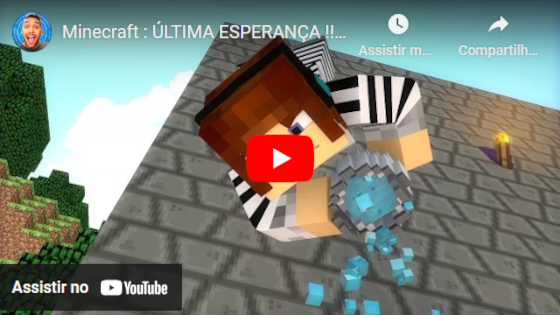 Minecraft : ÚLTIMA ESPERANÇA !!...
Assistir m...
Compartilh...
Assistir no YouTube